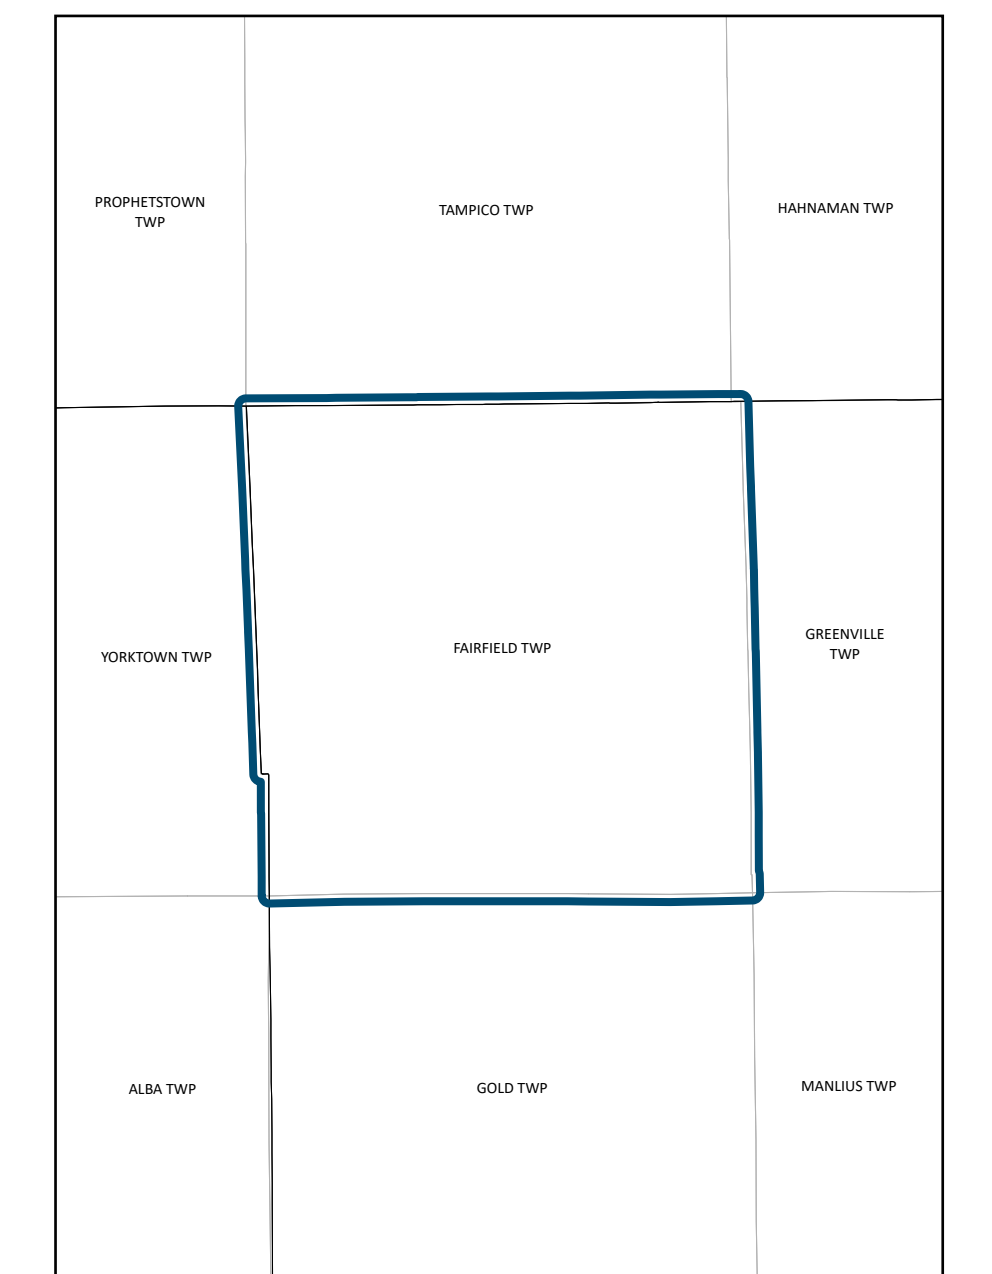 PROPHETSTOWN
TWP
TAMPICO TWP
HAHNAMAN TWP
YORKTOWN TWP
FAIRFIELD TWP
GREENVILLE
TWP
ALBA TWP
GOLD TWP
MANLIUS TWP